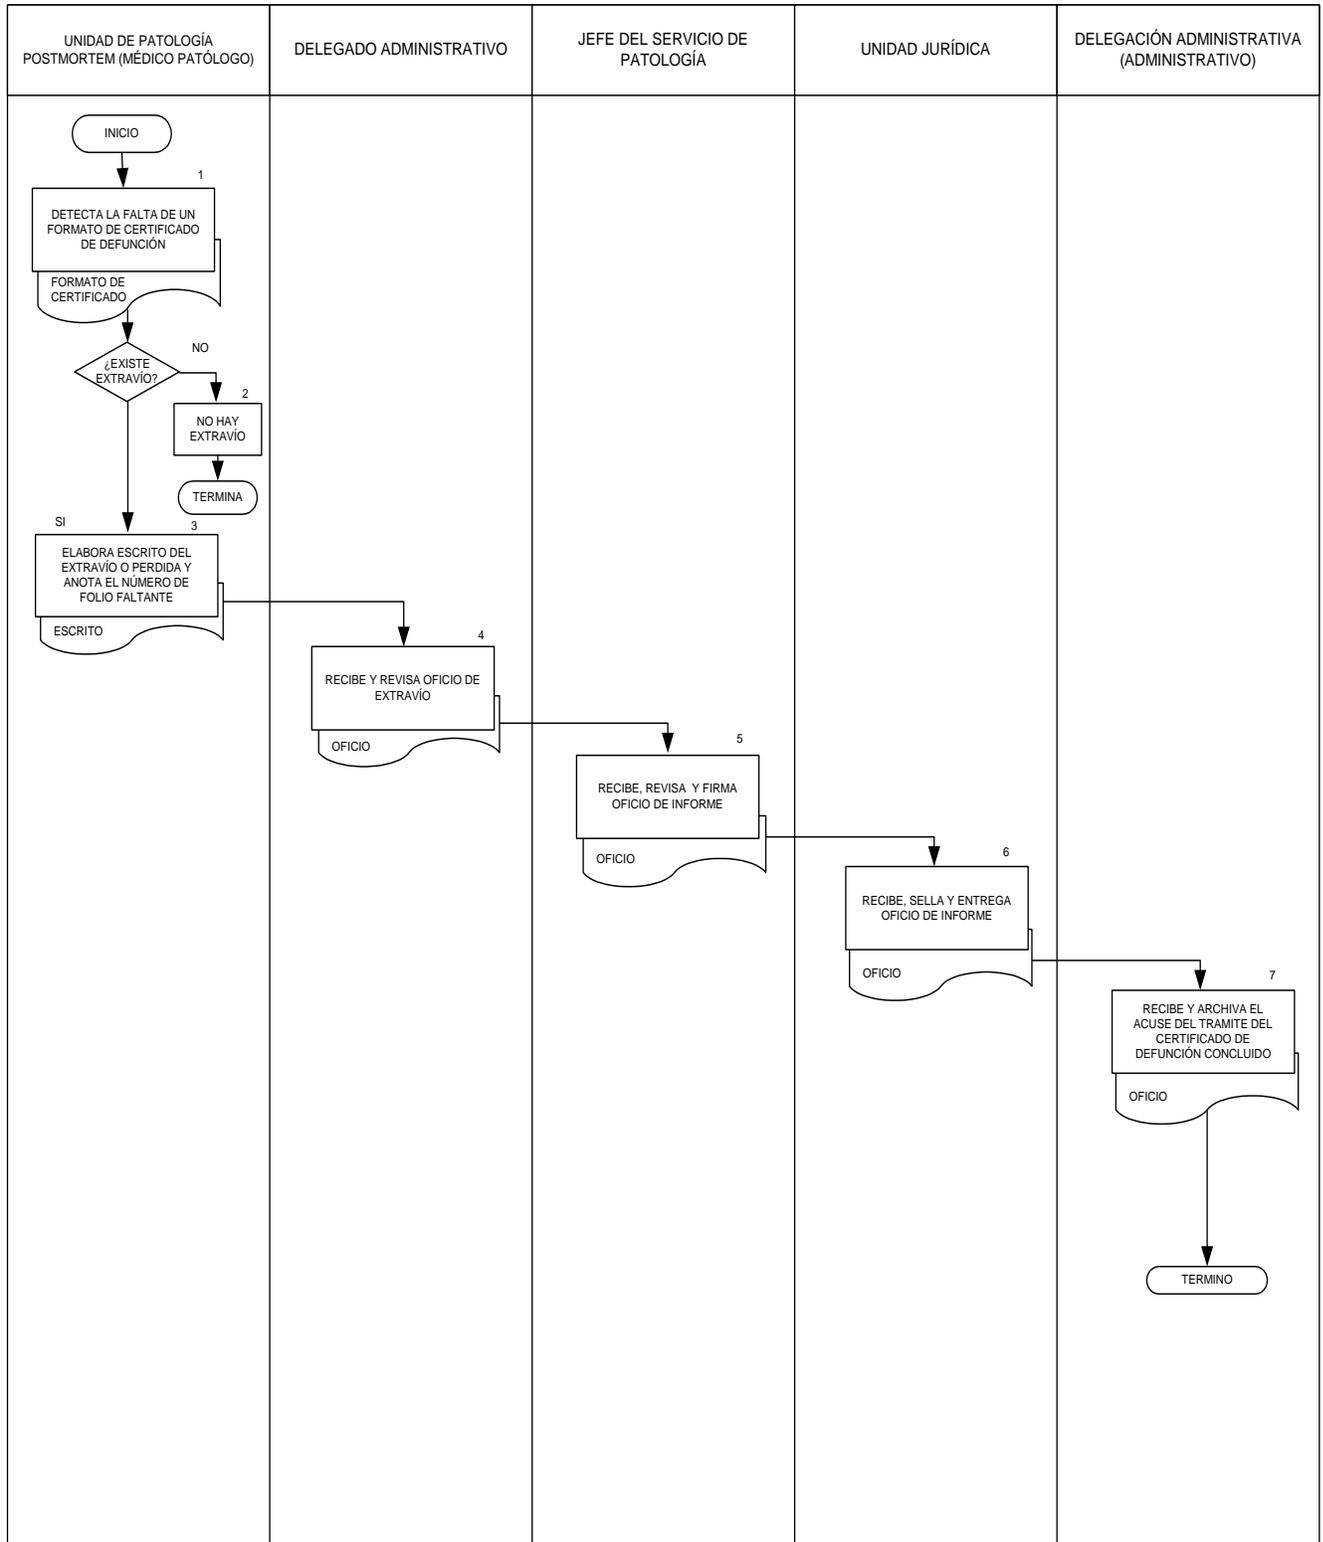 UNIDAD DE PATOLOGÍA
POSTMORTEM (MÉDICO PATÓLOGO)
DELEGADO ADMINISTRATIVO
JEFE DEL SERVICIO DE
PATOLOGÍA
UNIDAD JURÍDICA
DELEGACIÓN ADMINISTRATIVA
(ADMINISTRATIVO)
INICIO
1
DETECTA LA FALTA DE UN
FORMATO DE CERTIFICADO
DE DEFUNCIÓN
FORMATO DE
CERTIFICADO
¿EXISTE
EXTRAVÍO?
NO
2
NO HAY
EXTRAVÍO
TERMINA
SI
3
ELABORA ESCRITO DEL
EXTRAVÍO O PERDIDA Y
ANOTA EL NÚMERO DE
FOLIO FALTANTE
ESCRITO
4
RECIBE Y REVISA OFICIO DE
EXTRAVÍO
OFICIO
5
RECIBE, REVISA  Y FIRMA
OFICIO DE INFORME
OFICIO
6
RECIBE, SELLA Y ENTREGA
OFICIO DE INFORME
OFICIO
7
RECIBE Y ARCHIVA EL
ACUSE DEL TRAMITE DEL
CERTIFICADO DE
DEFUNCIÓN CONCLUIDO
OFICIO
TERMINO